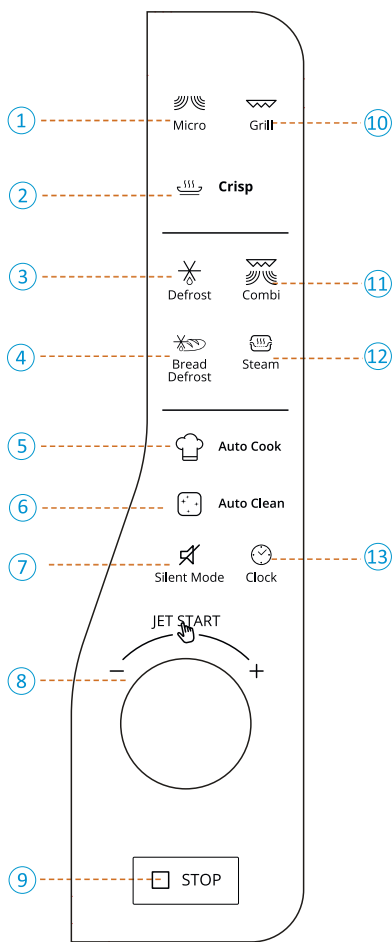 1 Micro Grill 10
2 Crisp
3 Defrost Combi 11
4 Bread Defrost Steam 12
5 Auto Cook
6 Auto Clean
7 Silent Mode Clock 13
JET START
8 − +
9 STOP